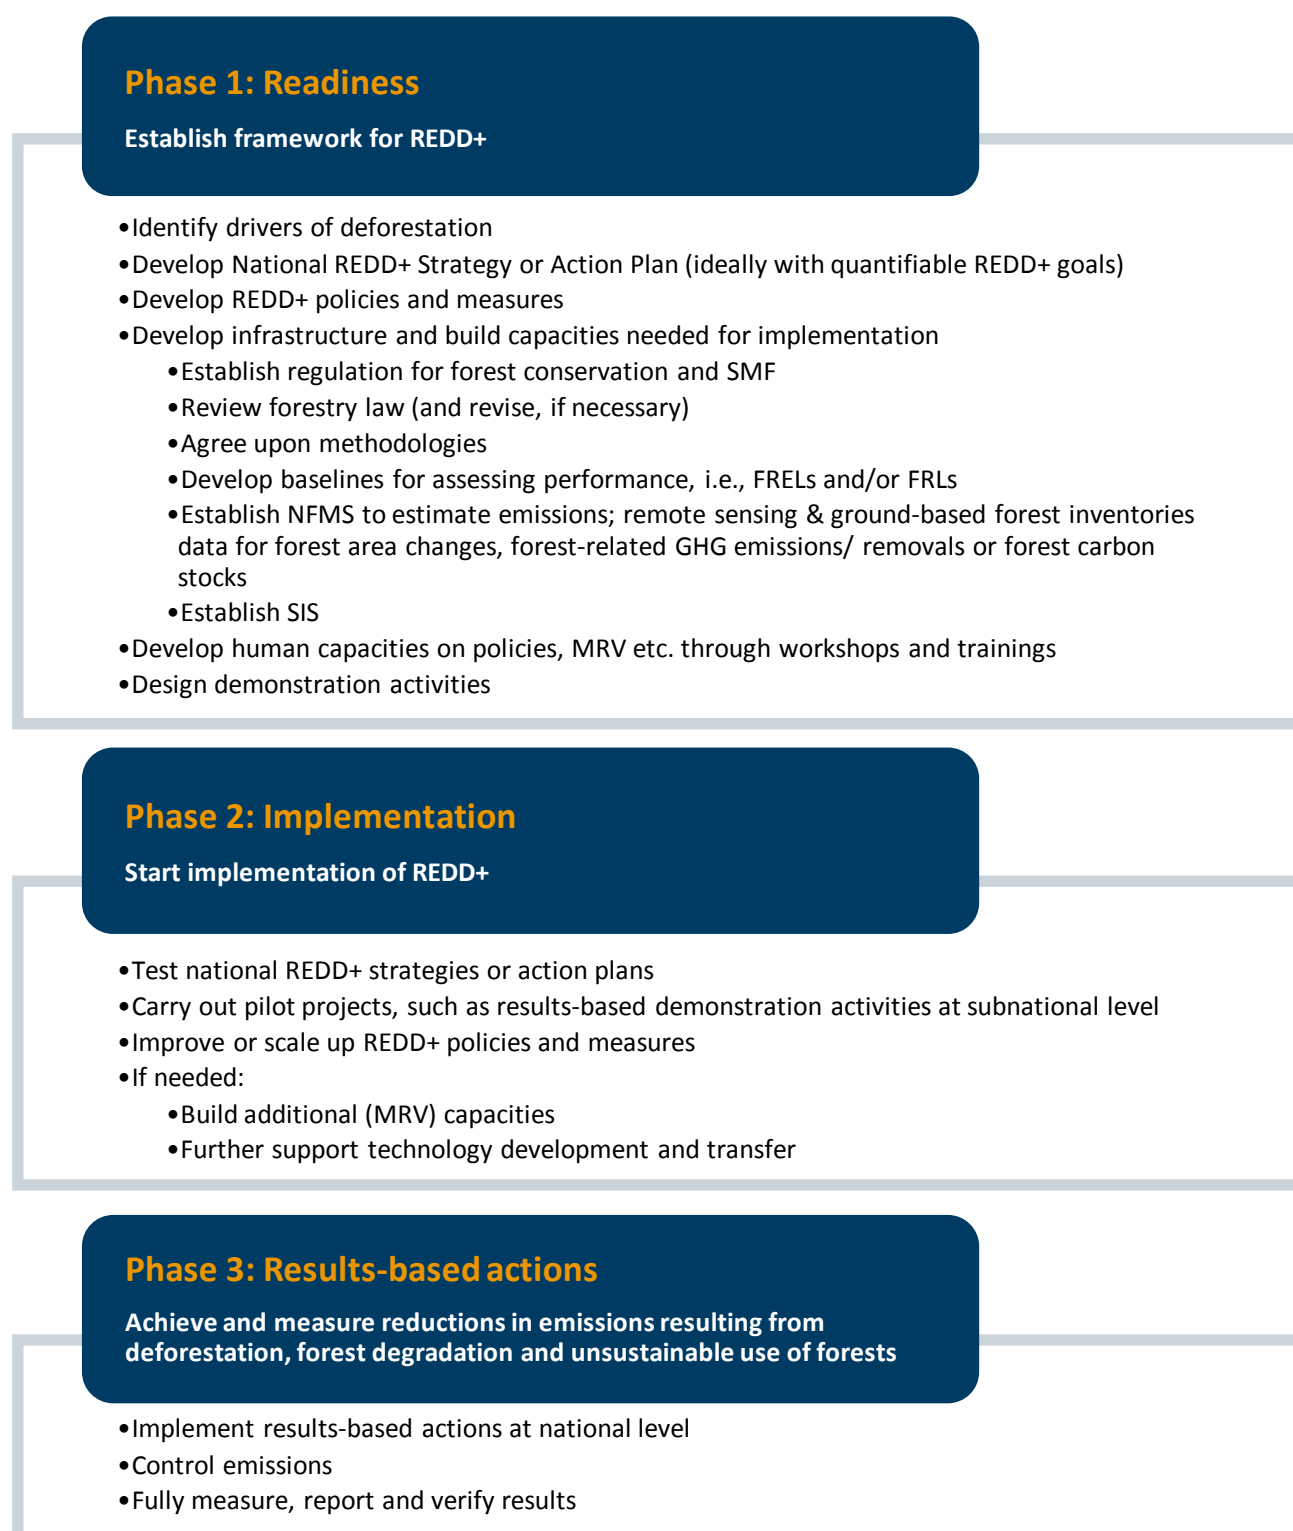 Phase 1: Readiness
Establish framework for REDD+
•Identify drivers of deforestation
•Develop National REDD+ Strategy or Action Plan (ideally with quantifiable REDD+ goals)
•Develop REDD+ policies and measures
•Develop infrastructure and build capacities needed for implementation
•Establish regulation for forest conservation and SMF
•Review forestry law (and revise, if necessary)
•Agree upon methodologies
•Develop baselines for assessing performance, i.e., FRELs and/or FRLs
•Establish NFMS to estimate emissions; remote sensing & ground-based forest inventories
data for forest area changes, forest-related GHG emissions/ removals or forest carbon
stocks
•Establish SIS
•Develop human capacities on policies, MRV etc. through workshops and trainings
•Design demonstration activities
Phase 2: Implementation
Start implementation of REDD+
•Test national REDD+ strategies or action plans
•Carry out pilot projects, such as results-based demonstration activities at subnational level
•Improve or scale up REDD+ policies and measures
•If needed:
•Build additional (MRV) capacities
•Further support technology development and transfer
Phase 3: Results-based actions
Achieve and measure reductions in emissions resulting from
deforestation, forest degradation and unsustainable use of forests
•Implement results-based actions at national level
•Control emissions
•Fully measure, report and verify results